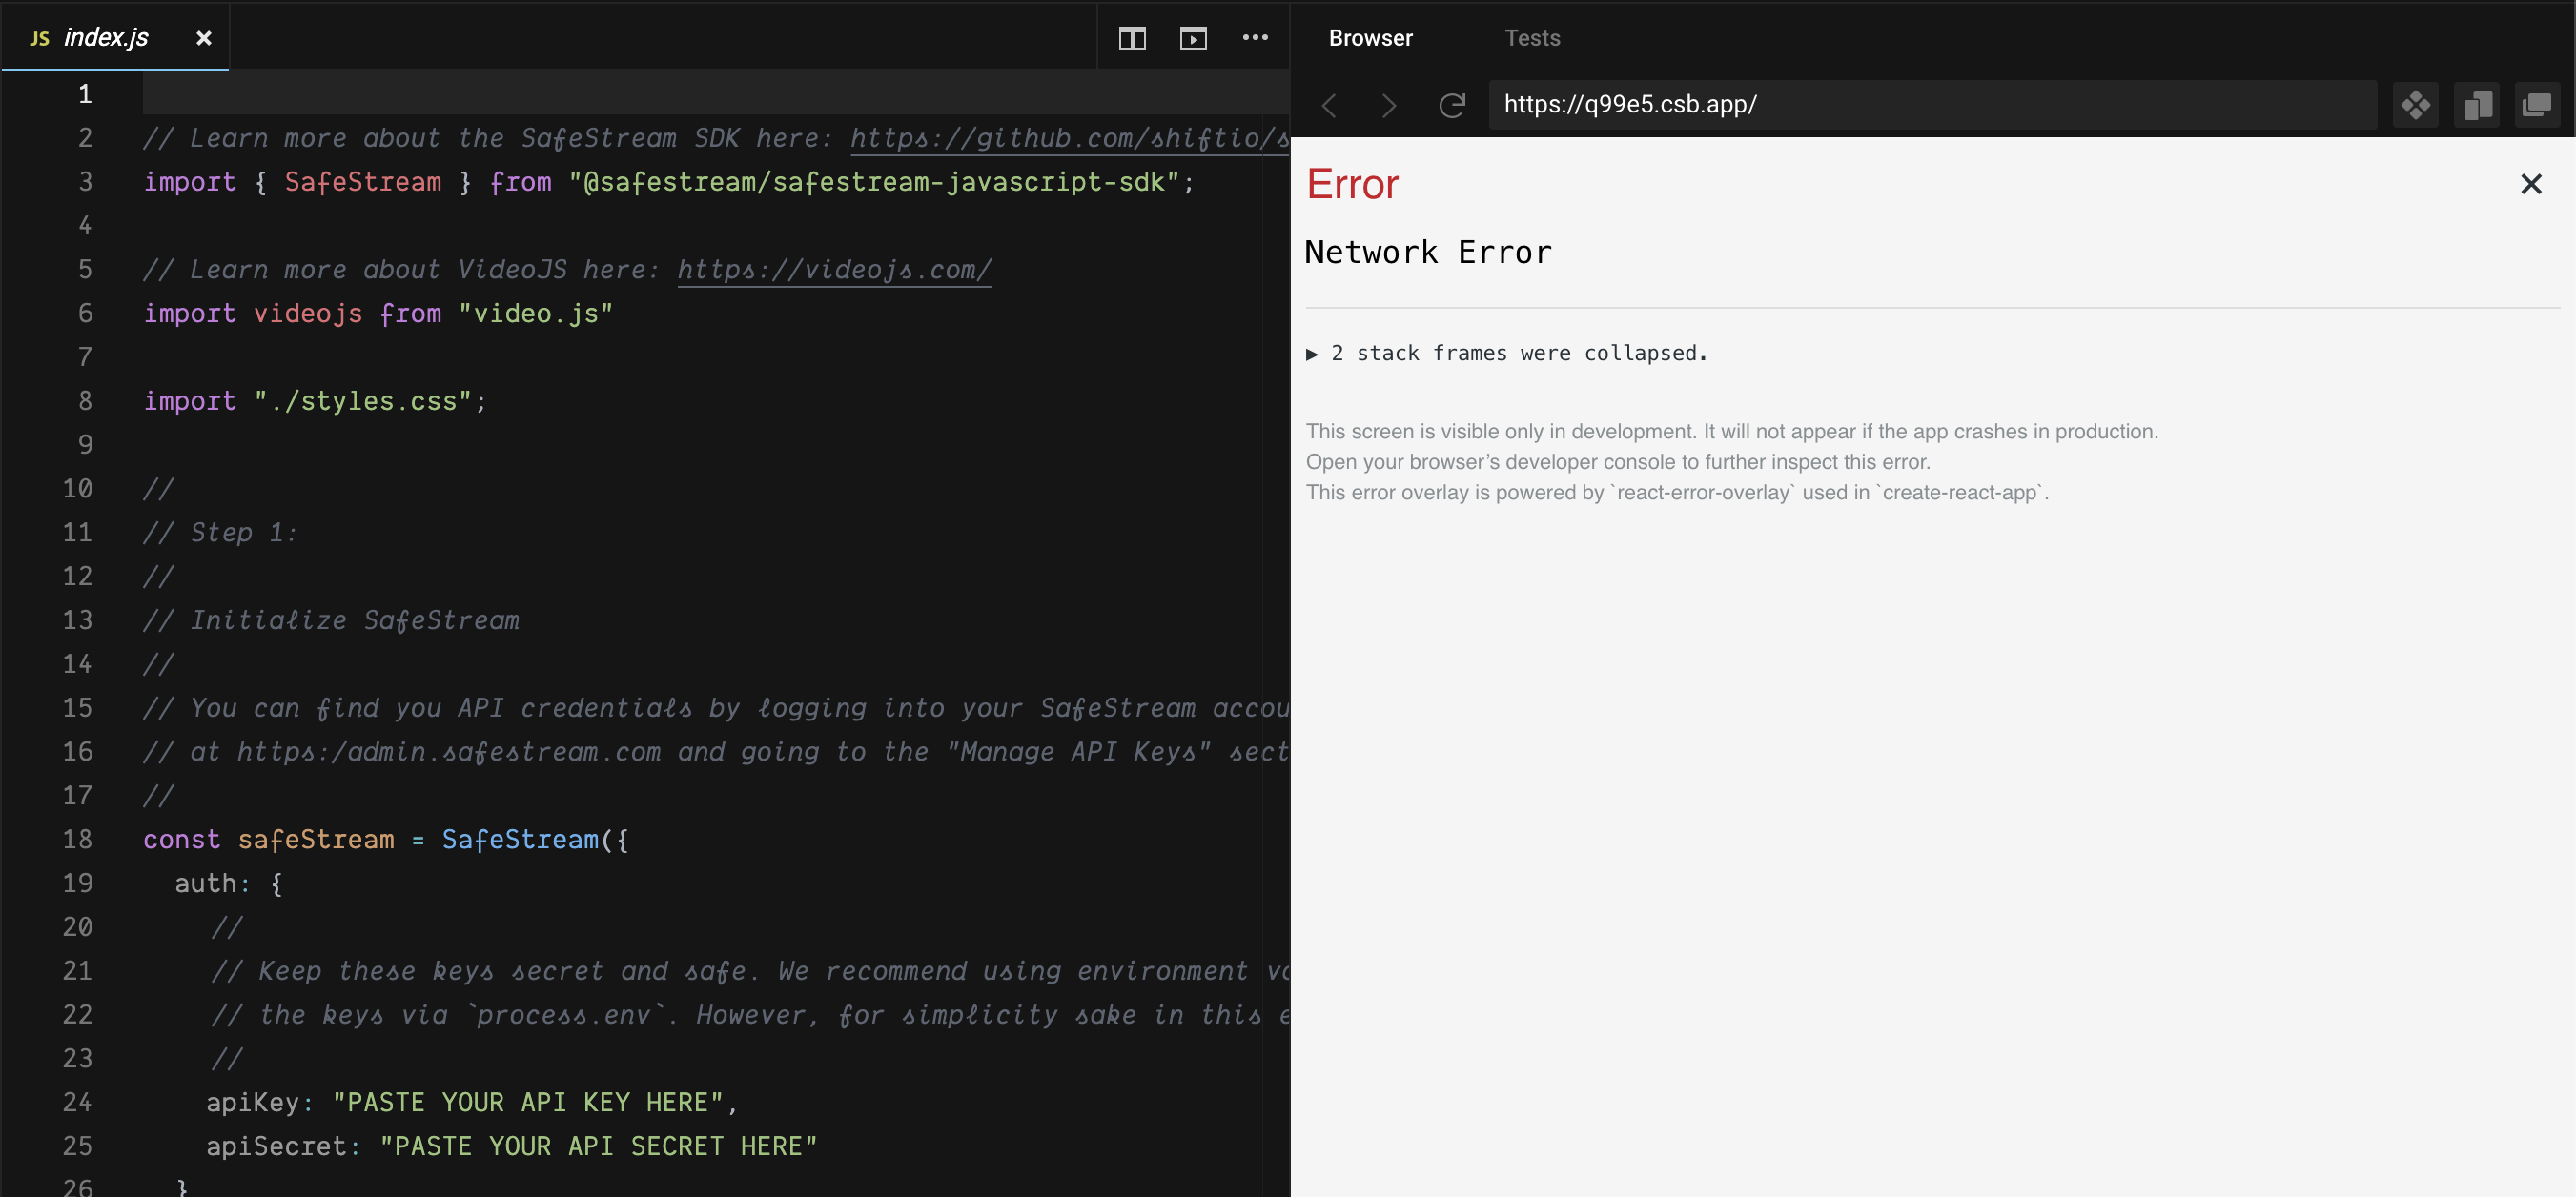 JS index.js
1
2 // Learn more about the SafeStream SDK here: https://github.com/shiftio/s
3 import { SafeStream } from "@safestream/safestream-javascript-sdk";
4
5 // Learn more about VideoJS here: https://videojs.com/
6 import videojs from "video.js"
7
8 import "./styles.css";
9
10 //
11 // Step 1:
12 //
13 // Initialize SafeStream
14 //
15 // You can find you API credentials by logging into your SafeStream accou
16 // at https:/admin.safestream.com and going to the "Manage API Keys" sect
17 //
18 const safeStream = SafeStream({
19 auth: {
20 //
21 // Keep these keys secret and safe. We recommend using environment va
22 // the keys via `process.env`. However, for simplicity sake in this e
23 //
24 apiKey: "PASTE YOUR API KEY HERE",
25 apiSecret: "PASTE YOUR API SECRET HERE"
26 }
Browser Tests
https://q99e5.csb.app/
Error
Network Error
▶ 2 stack frames were collapsed.
This screen is visible only in development. It will not appear if the app crashes in production.
Open your browser’s developer console to further inspect this error.
This error overlay is powered by `react-error-overlay` used in `create-react-app`.